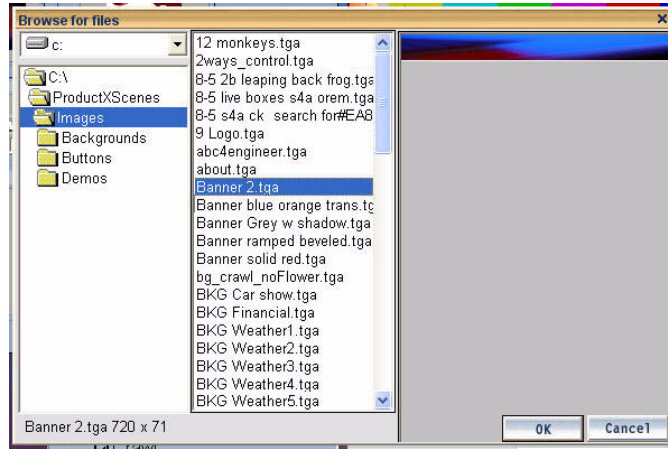 Browse for files
c:
C:\
ProductXScenes
Images
Backgrounds
Buttons
Demos
12 monkeys.tga
2ways_control.tga
8-5 2b leaping back frog.tga
8-5 live boxes s4a orem.tga
8-5 s4a ck search for#EA8
9 Logo.tga
abc4engineer.tga
about.tga
Banner 2.tga
Banner blue orange trans.tg
Banner Grey w shadow.tga
Banner ramped beveled.tga
Banner solid red.tga
bg_crawl_noFlower.tga
BKG Car show.tga
BKG Financial.tga
BKG Weather1.tga
BKG Weather2.tga
BKG Weather3.tga
BKG Weather4.tga
BKG Weather5.tga
Banner 2.tga 720 x 71
OK
Cancel